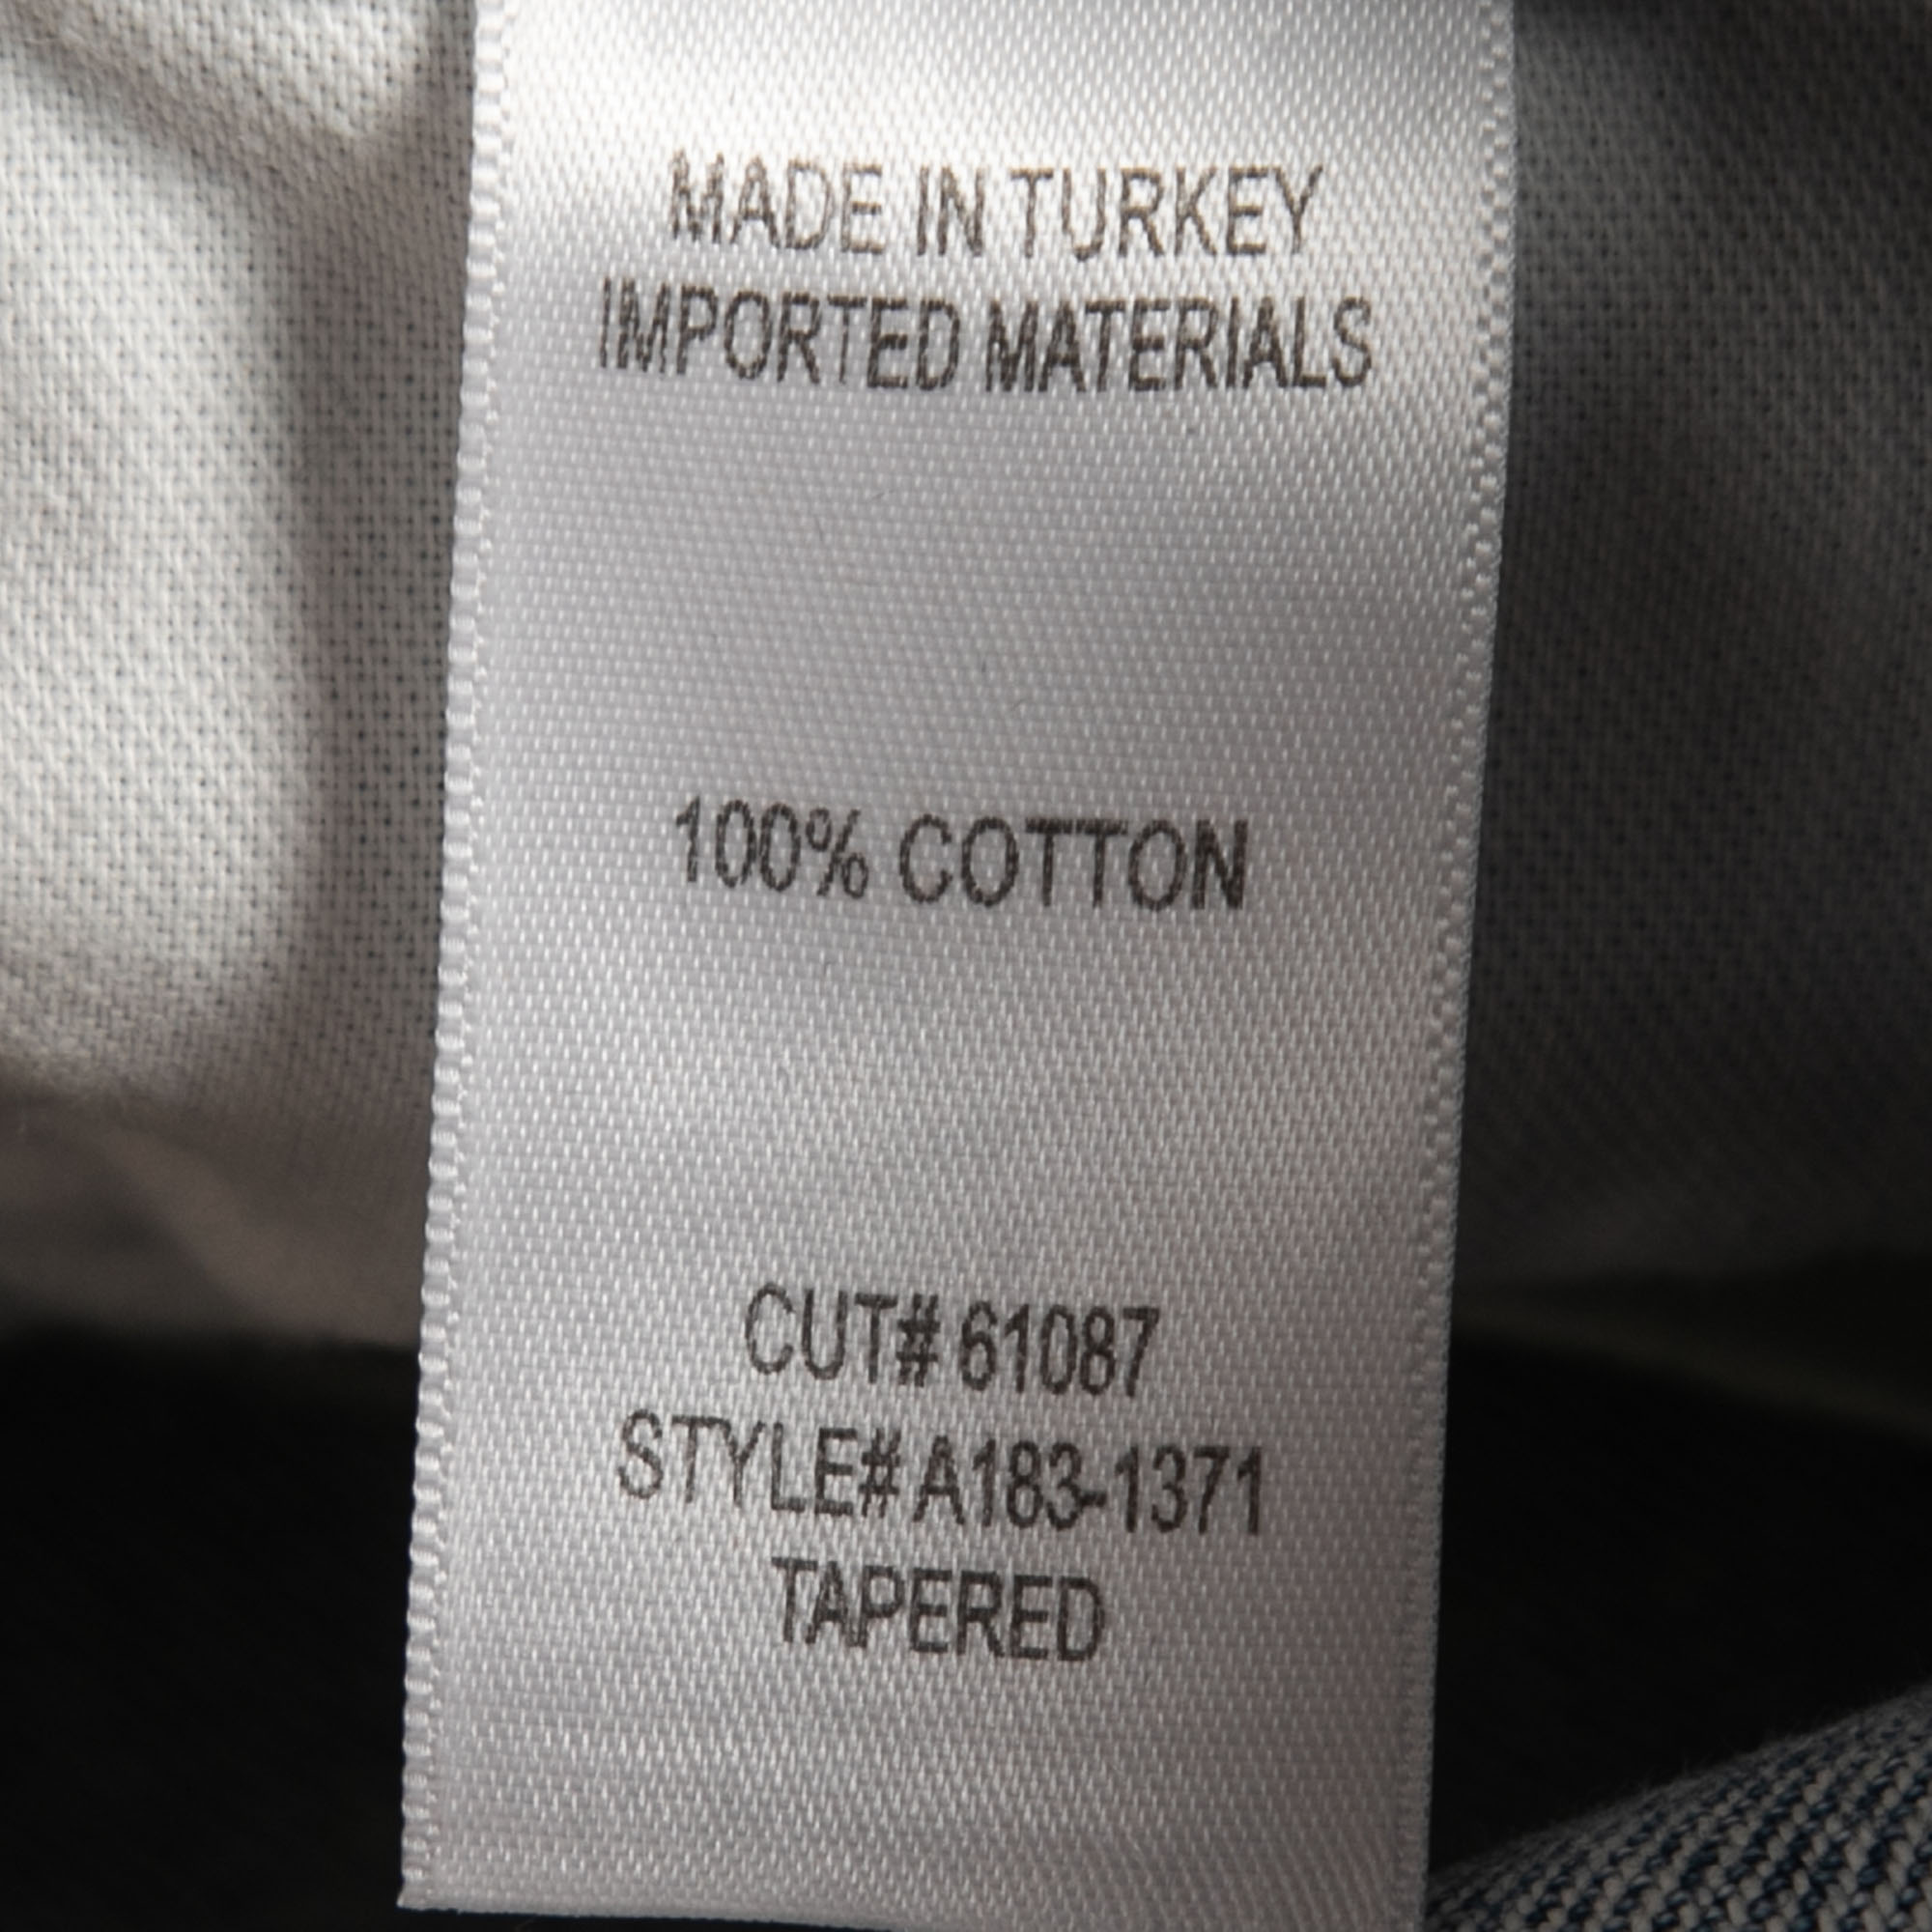 MADE IN TURKEY
IMPORTED MATERIALS
100% COTTON
CUT# 61087
STYLE# A183-1371
TAPERED